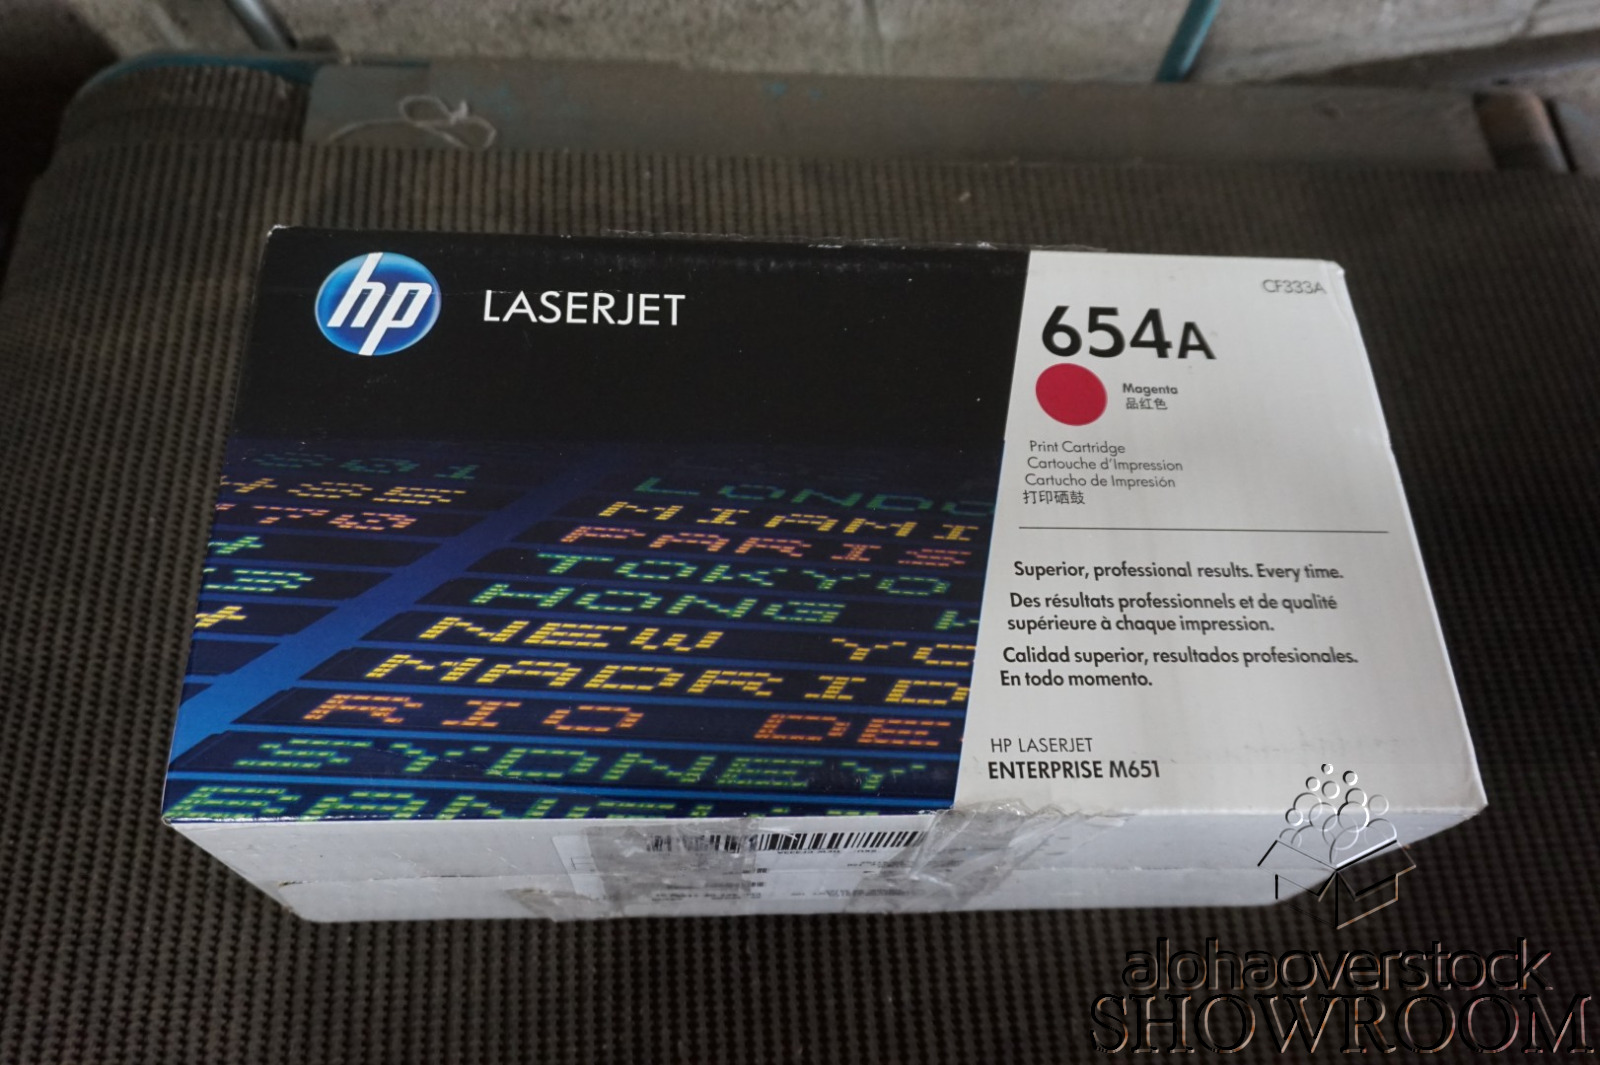 hp
LASERJET
CF333A
654A
Magenta
品红色
Print Cartridge
Cartouche d'Impression
Cartucho de Impresión
打印硒鼓
Superior, professional results. Every time.
Des résultats professionnels et de qualité
supérieure à chaque impression.
Calidad superior, resultados profesionales.
En todo momento.
HP LASERJET
ENTERPRISE M651
LONDO
MIAMI
PARIS
TOKYO
HONG K
NEW YO
MADRID
RIO DE
SYDNEY
alohaoverstock
SHOWROOM